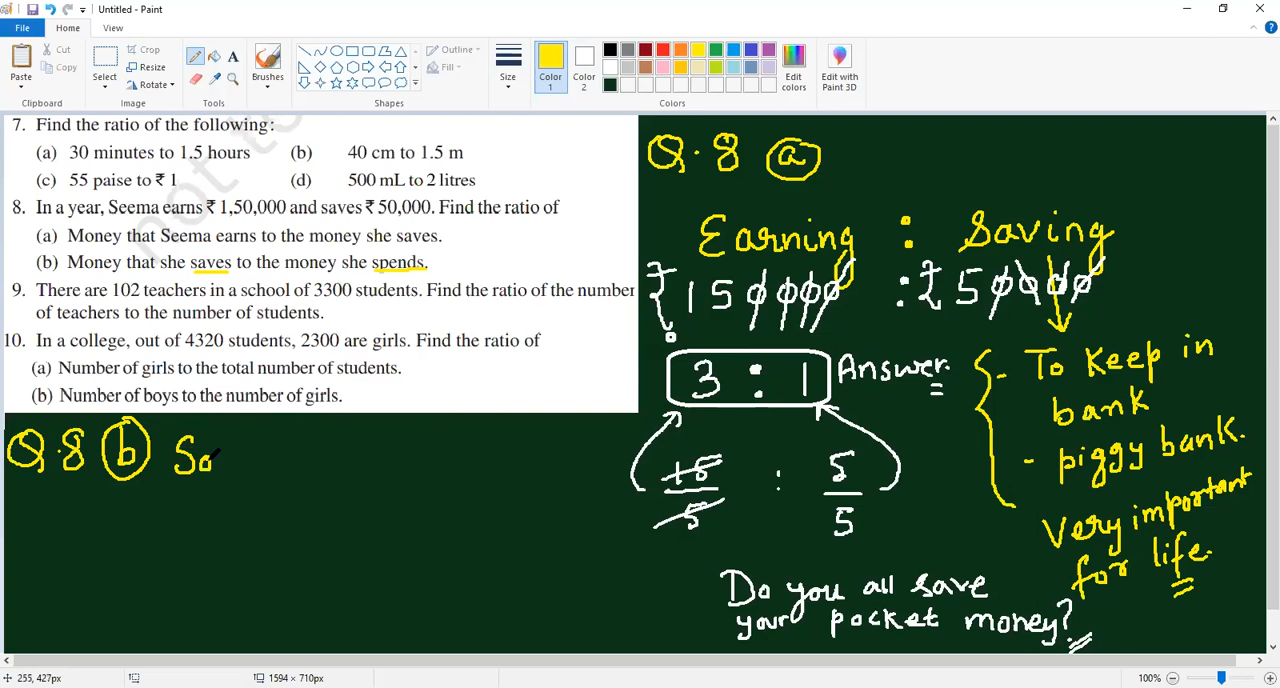 Untitled - Paint
File Home View
Paste
Cut
Copy
Clipboard
Select
Crop
Resize
Rotate
Image
Tools
Brushes
Shapes
Outline
Fill
Size
Color 1
Color 2
Edit colors
Edit with Paint 3D
Colors
not to
7. Find the ratio of the following:
(a) 30 minutes to 1.5 hours (b) 40 cm to 1.5 m
(c) 55 paise to ₹ 1 (d) 500 mL to 2 litres
8. In a year, Seema earns ₹ 1,50,000 and saves ₹ 50,000. Find the ratio of
(a) Money that Seema earns to the money she saves.
(b) Money that she saves to the money she spends.
9. There are 102 teachers in a school of 3300 students. Find the ratio of the number
of teachers to the number of students.
10. In a college, out of 4320 students, 2300 are girls. Find the ratio of
(a) Number of girls to the total number of students.
(b) Number of boys to the number of girls.
Q.8 (b) Sa
Q.8 (a)
Earning : Saving
₹ 150000 : ₹ 50000
3 : 1 Answer.
15/5 : 5/5
- To keep in
bank
- piggy bank.
Very important
for life.
Do you all save
your pocket money?
255, 427px
1594 × 710px
100%